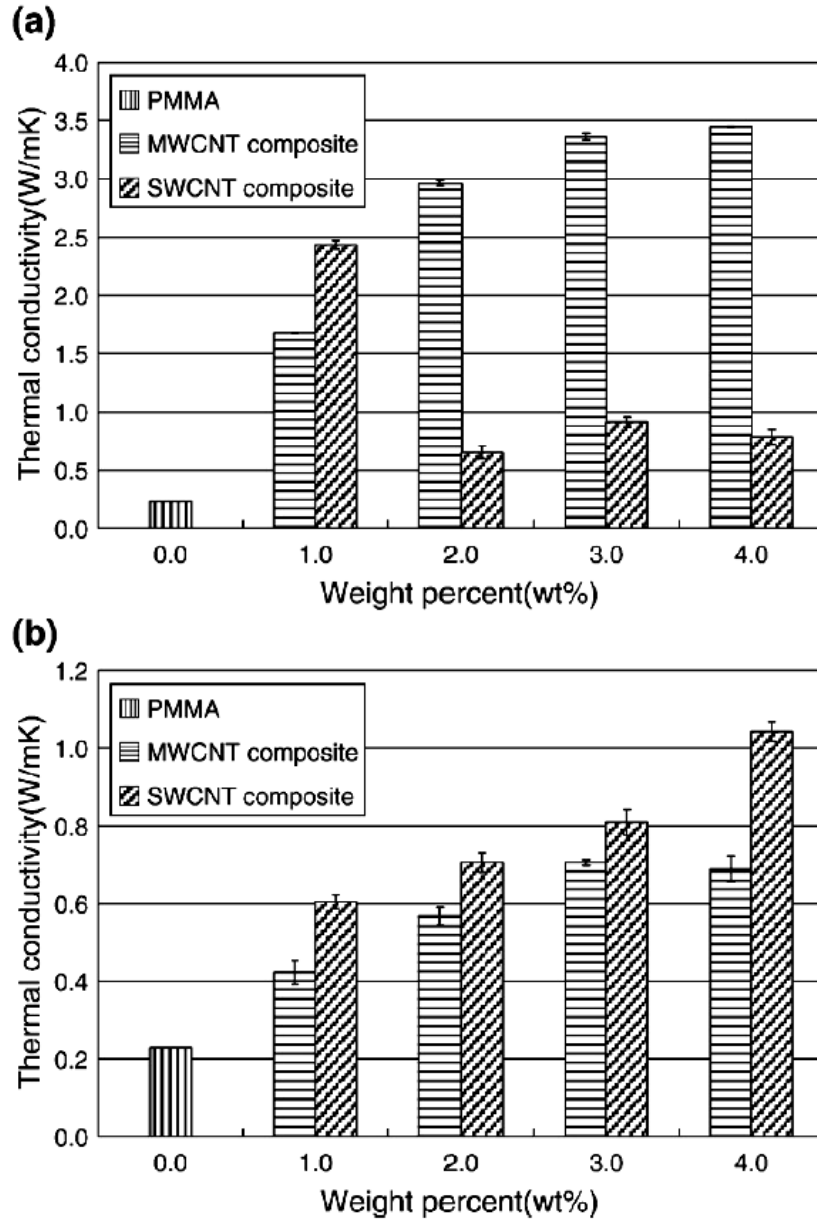 (a)
4.0
3.5
3.0
2.5
2.0
1.5
1.0
0.5
0.0
Thermal conductivity(W/mK)
PMMA
MWCNT composite
SWCNT composite
0.0 1.0 2.0 3.0 4.0
Weight percent(wt%)
(b)
1.2
1.0
0.8
0.6
0.4
0.2
0.0
Thermal conductivity(W/mK)
PMMA
MWCNT composite
SWCNT composite
0.0 1.0 2.0 3.0 4.0
Weight percent(wt%)